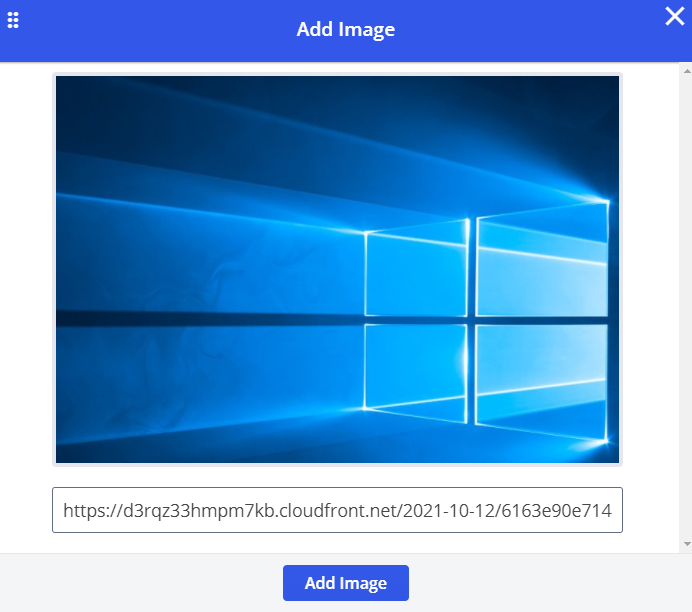 Add Image
https://d3rqz33hmpm7kb.cloudfront.net/2021-10-12/6163e90e714
Add Image